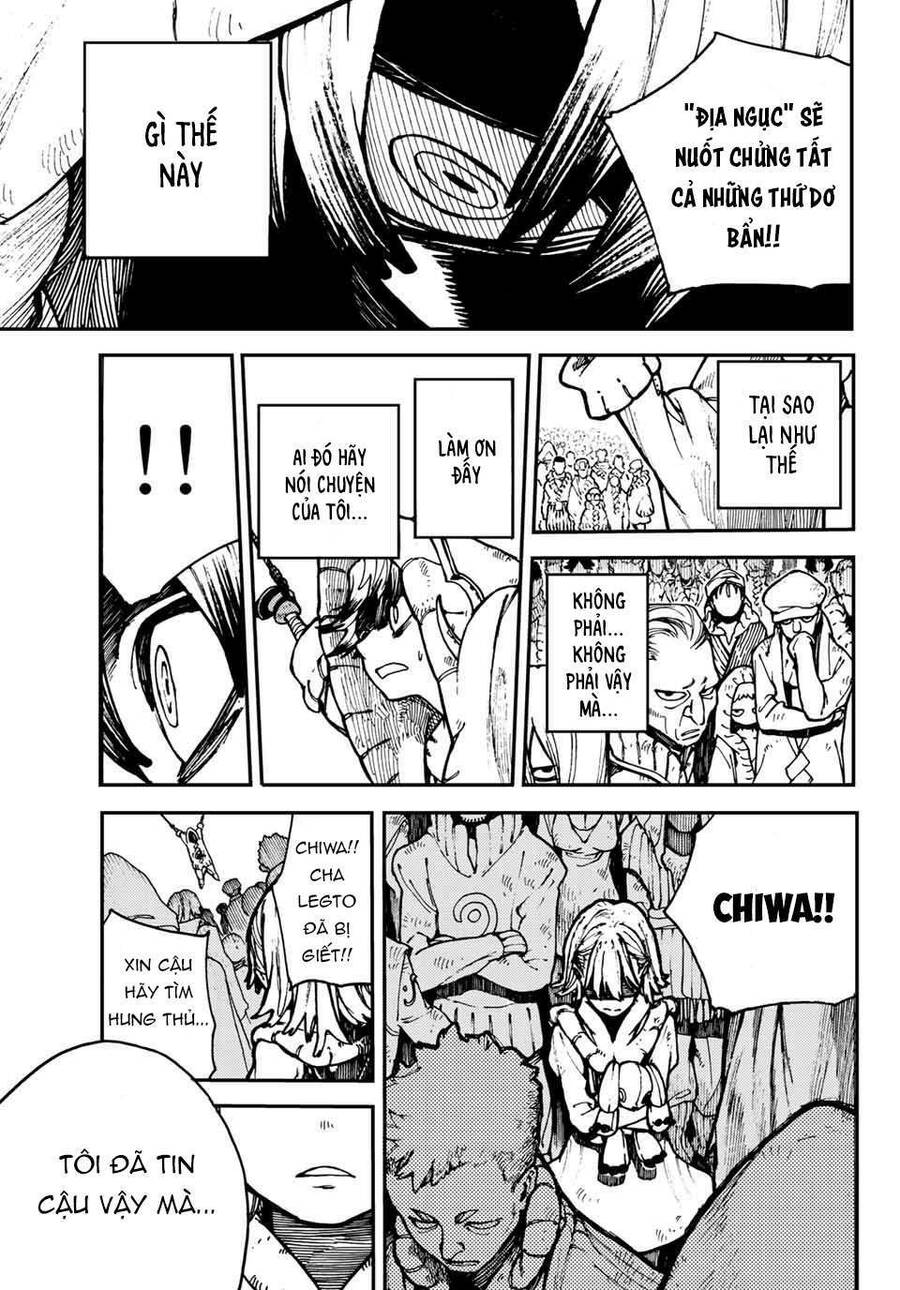 "ĐỊA NGỤC" SẼ
NUỐT CHỬNG TẤT
CẢ NHỮNG THỨ DƠ
BẨN!!
GÌ THẾ
NÀY
TẠI SAO
LẠI NHƯ
THẾ
KHÔNG
PHẢI...
KHÔNG
PHẢI VẬY
MÀ...
LÀM ƠN
ĐẤY
AI ĐÓ HÃY
NÓI CHUYỆN
CỦA TÔI...
!!
CHIWA!!
CHIWA!!
CHA
LEGTO
ĐÃ BỊ
GIẾT!!
XIN CẬU
HÃY TÌM
HUNG THỦ...
TÔI ĐÃ TIN
CẬU VẬY MÀ...